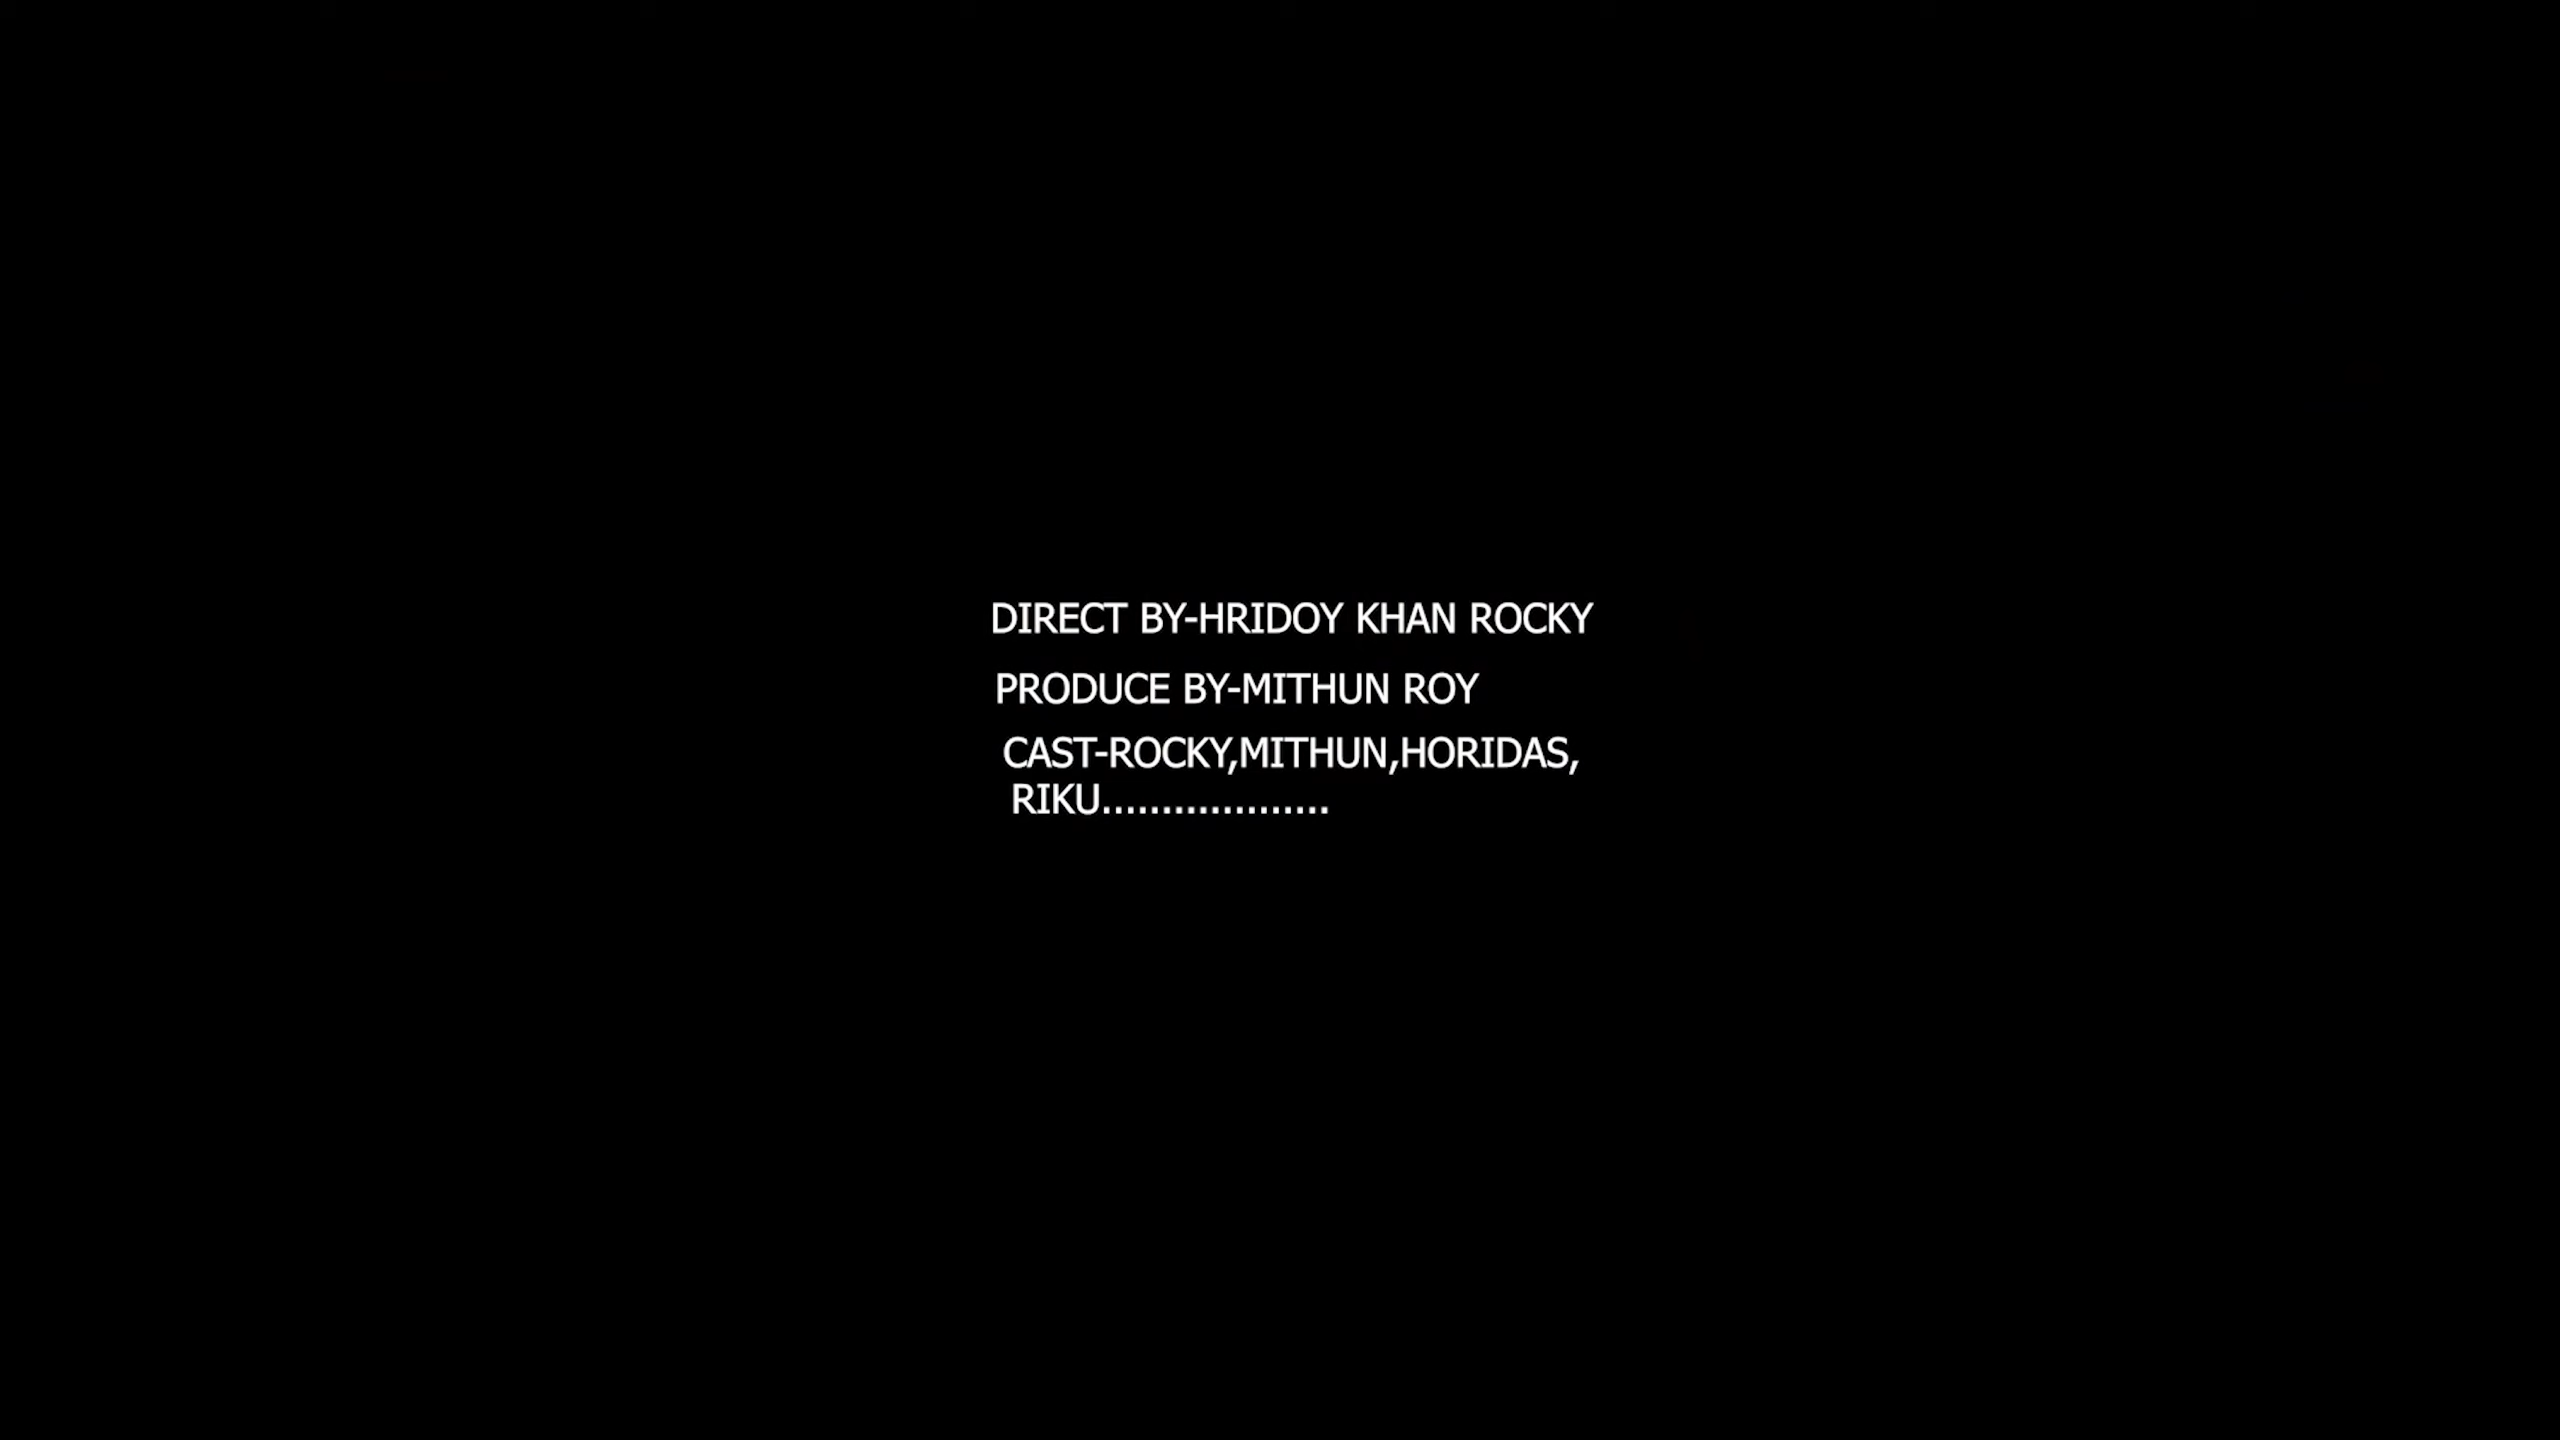 DIRECT BY-HRIDOY KHAN ROCKY
PRODUCE BY-MITHUN ROY
CAST-ROCKY,MITHUN,HORIDAS,
RIKU...................